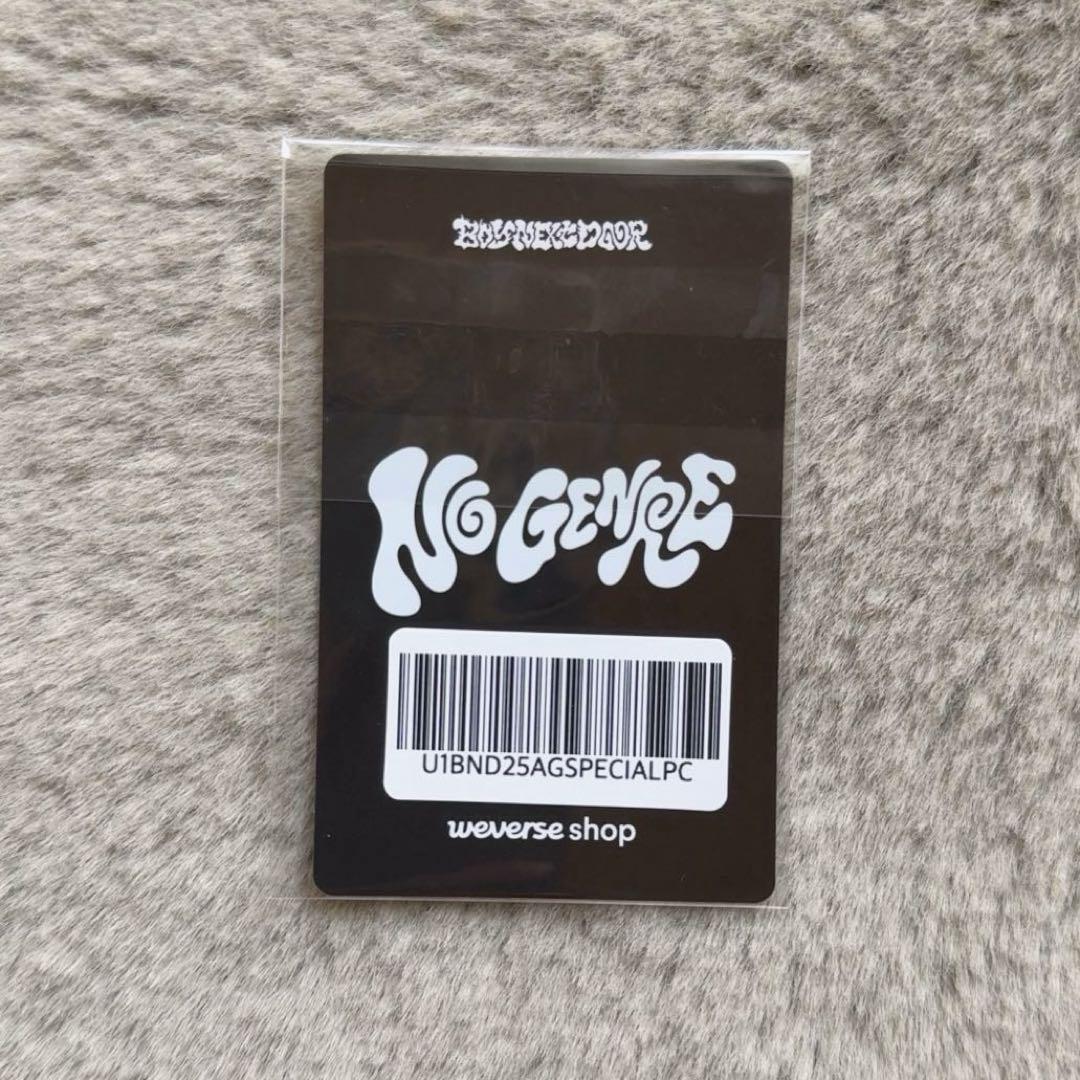 BOYNEXTDOOR
NO GENRE
U1BND25AGSPECIALPC
weverse shop